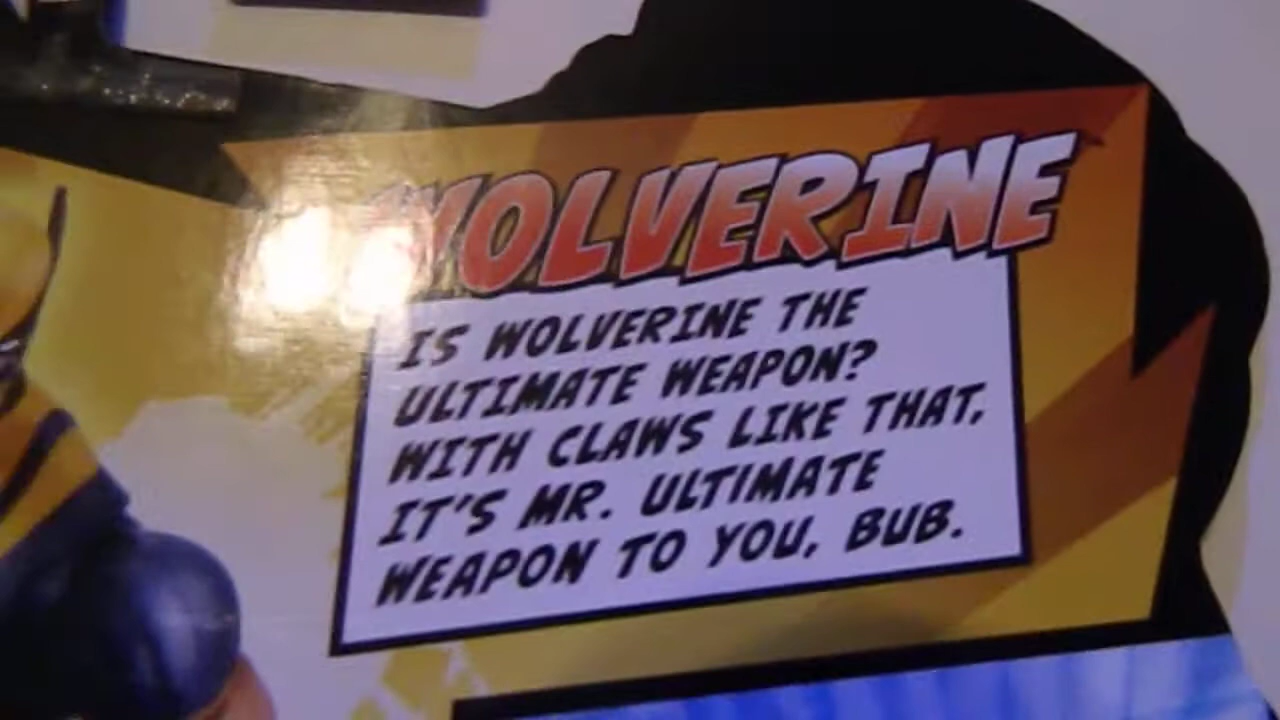 WOLVERINE
IS WOLVERINE THE
ULTIMATE WEAPON?
WITH CLAWS LIKE THAT,
IT'S MR. ULTIMATE
WEAPON TO YOU, BUB.